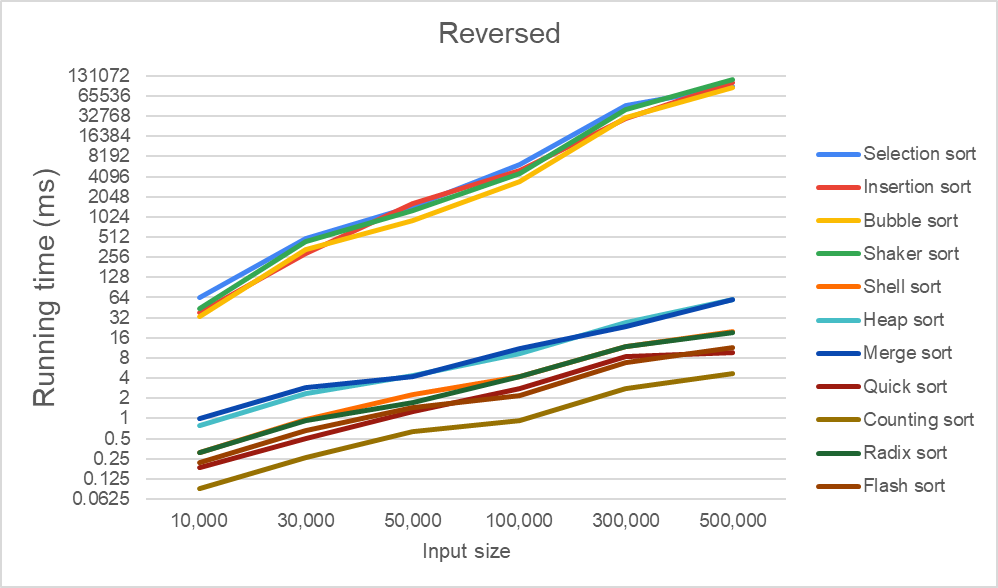 Reversed
131072
65536
32768
16384
8192
4096
2048
1024
512
256
128
64
32
16
8
4
2
1
0.5
0.25
0.125
0.0625
Running time (ms)
10,000 30,000 50,000 100,000 300,000 500,000
Input size
Selection sort
Insertion sort
Bubble sort
Shaker sort
Shell sort
Heap sort
Merge sort
Quick sort
Counting sort
Radix sort
Flash sort